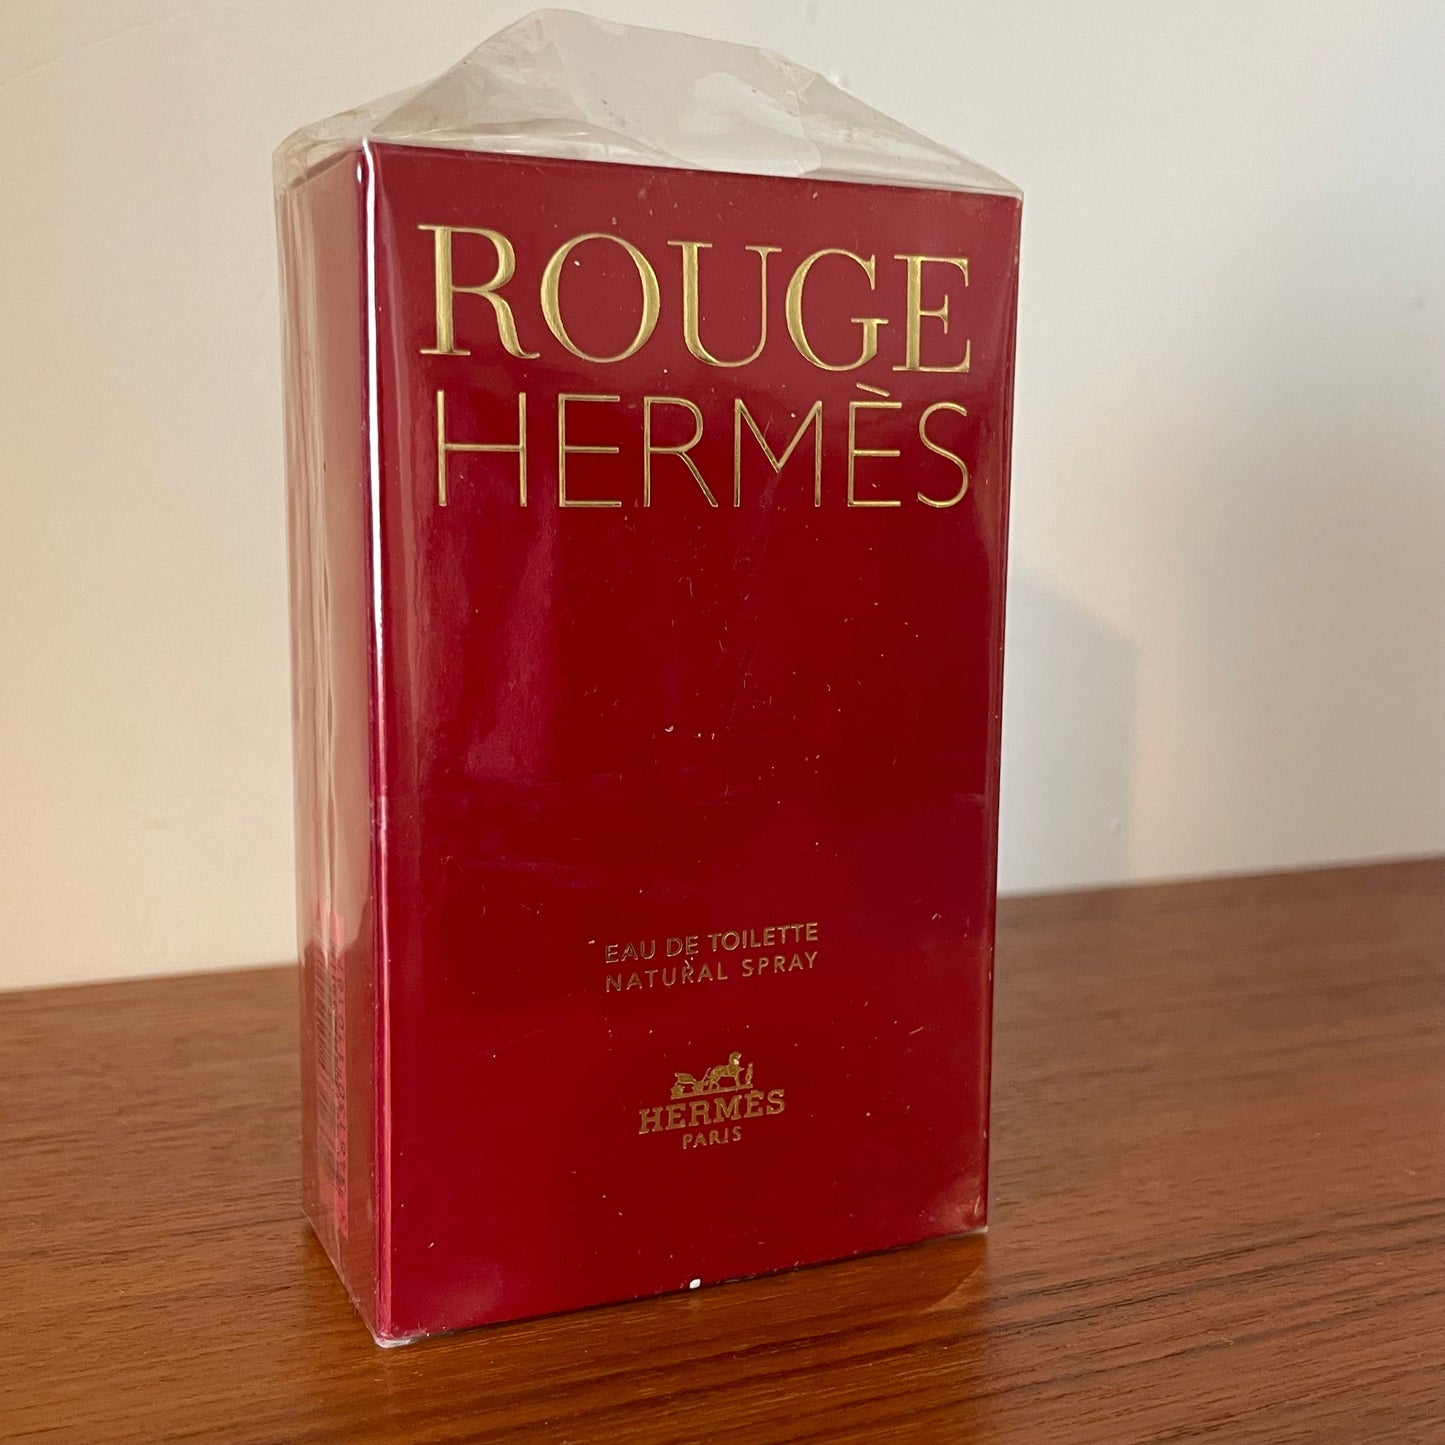 ROUGE
HERMÈS
EAU DE TOILETTE
NATURAL SPRAY
HERMÈS
PARIS